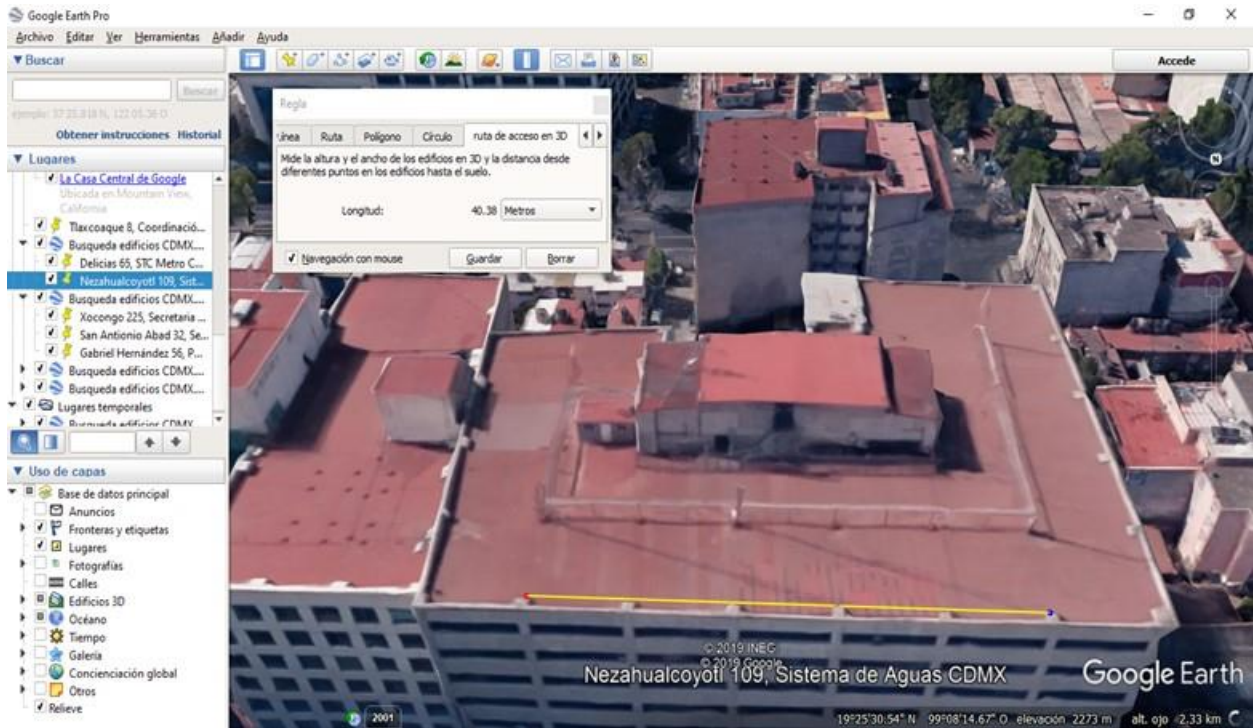 Google Earth Pro
Archivo Editar Ver Herramientas Añadir Ayuda
Buscar
Buscar
Obtener instrucciones Historial
Lugares
La Casa Central de Google
Ubicada en Mountain View,
California
Tlaxcoaque 8, Coordinació...
Busqueda edificios CDMX....
Delicias 65, STC Metro C...
Nezahualcoyotl 109, Sist...
Busqueda edificios CDMX....
Xocongo 225, Secretaria ...
San Antionio Abad 32, Se...
Gabriel Hernández 56, P...
Busqueda edificios CDMX....
Busqueda edificios CDMX....
Lugares temporales
Busqueda edificios CDMX
Uso de capas
Base de datos principal
Anuncios
Fronteras y etiquetas
Lugares
Fotografías
Calles
Edificios 3D
Océano
Tiempo
Galería
Concienciación global
Otros
Relieve
Accede
Regla
Ruta Polígono Círculo ruta de acceso en 3D
Mide la altura y el ancho de los edificios en 3D y la distancia desde
diferentes puntos en los edificios hasta el suelo.
Longitud: 40.38 Metros
Navegación con mouse Guardar Borrar
N
© 2019 INEG
© 2019 Google
Nezahualcoyotl 109, Sistema de Aguas CDMX
Google Earth
2001
19°25'30.54" N 99°08'14.67" O elevación 2273 m alt. ojo 2.33 km